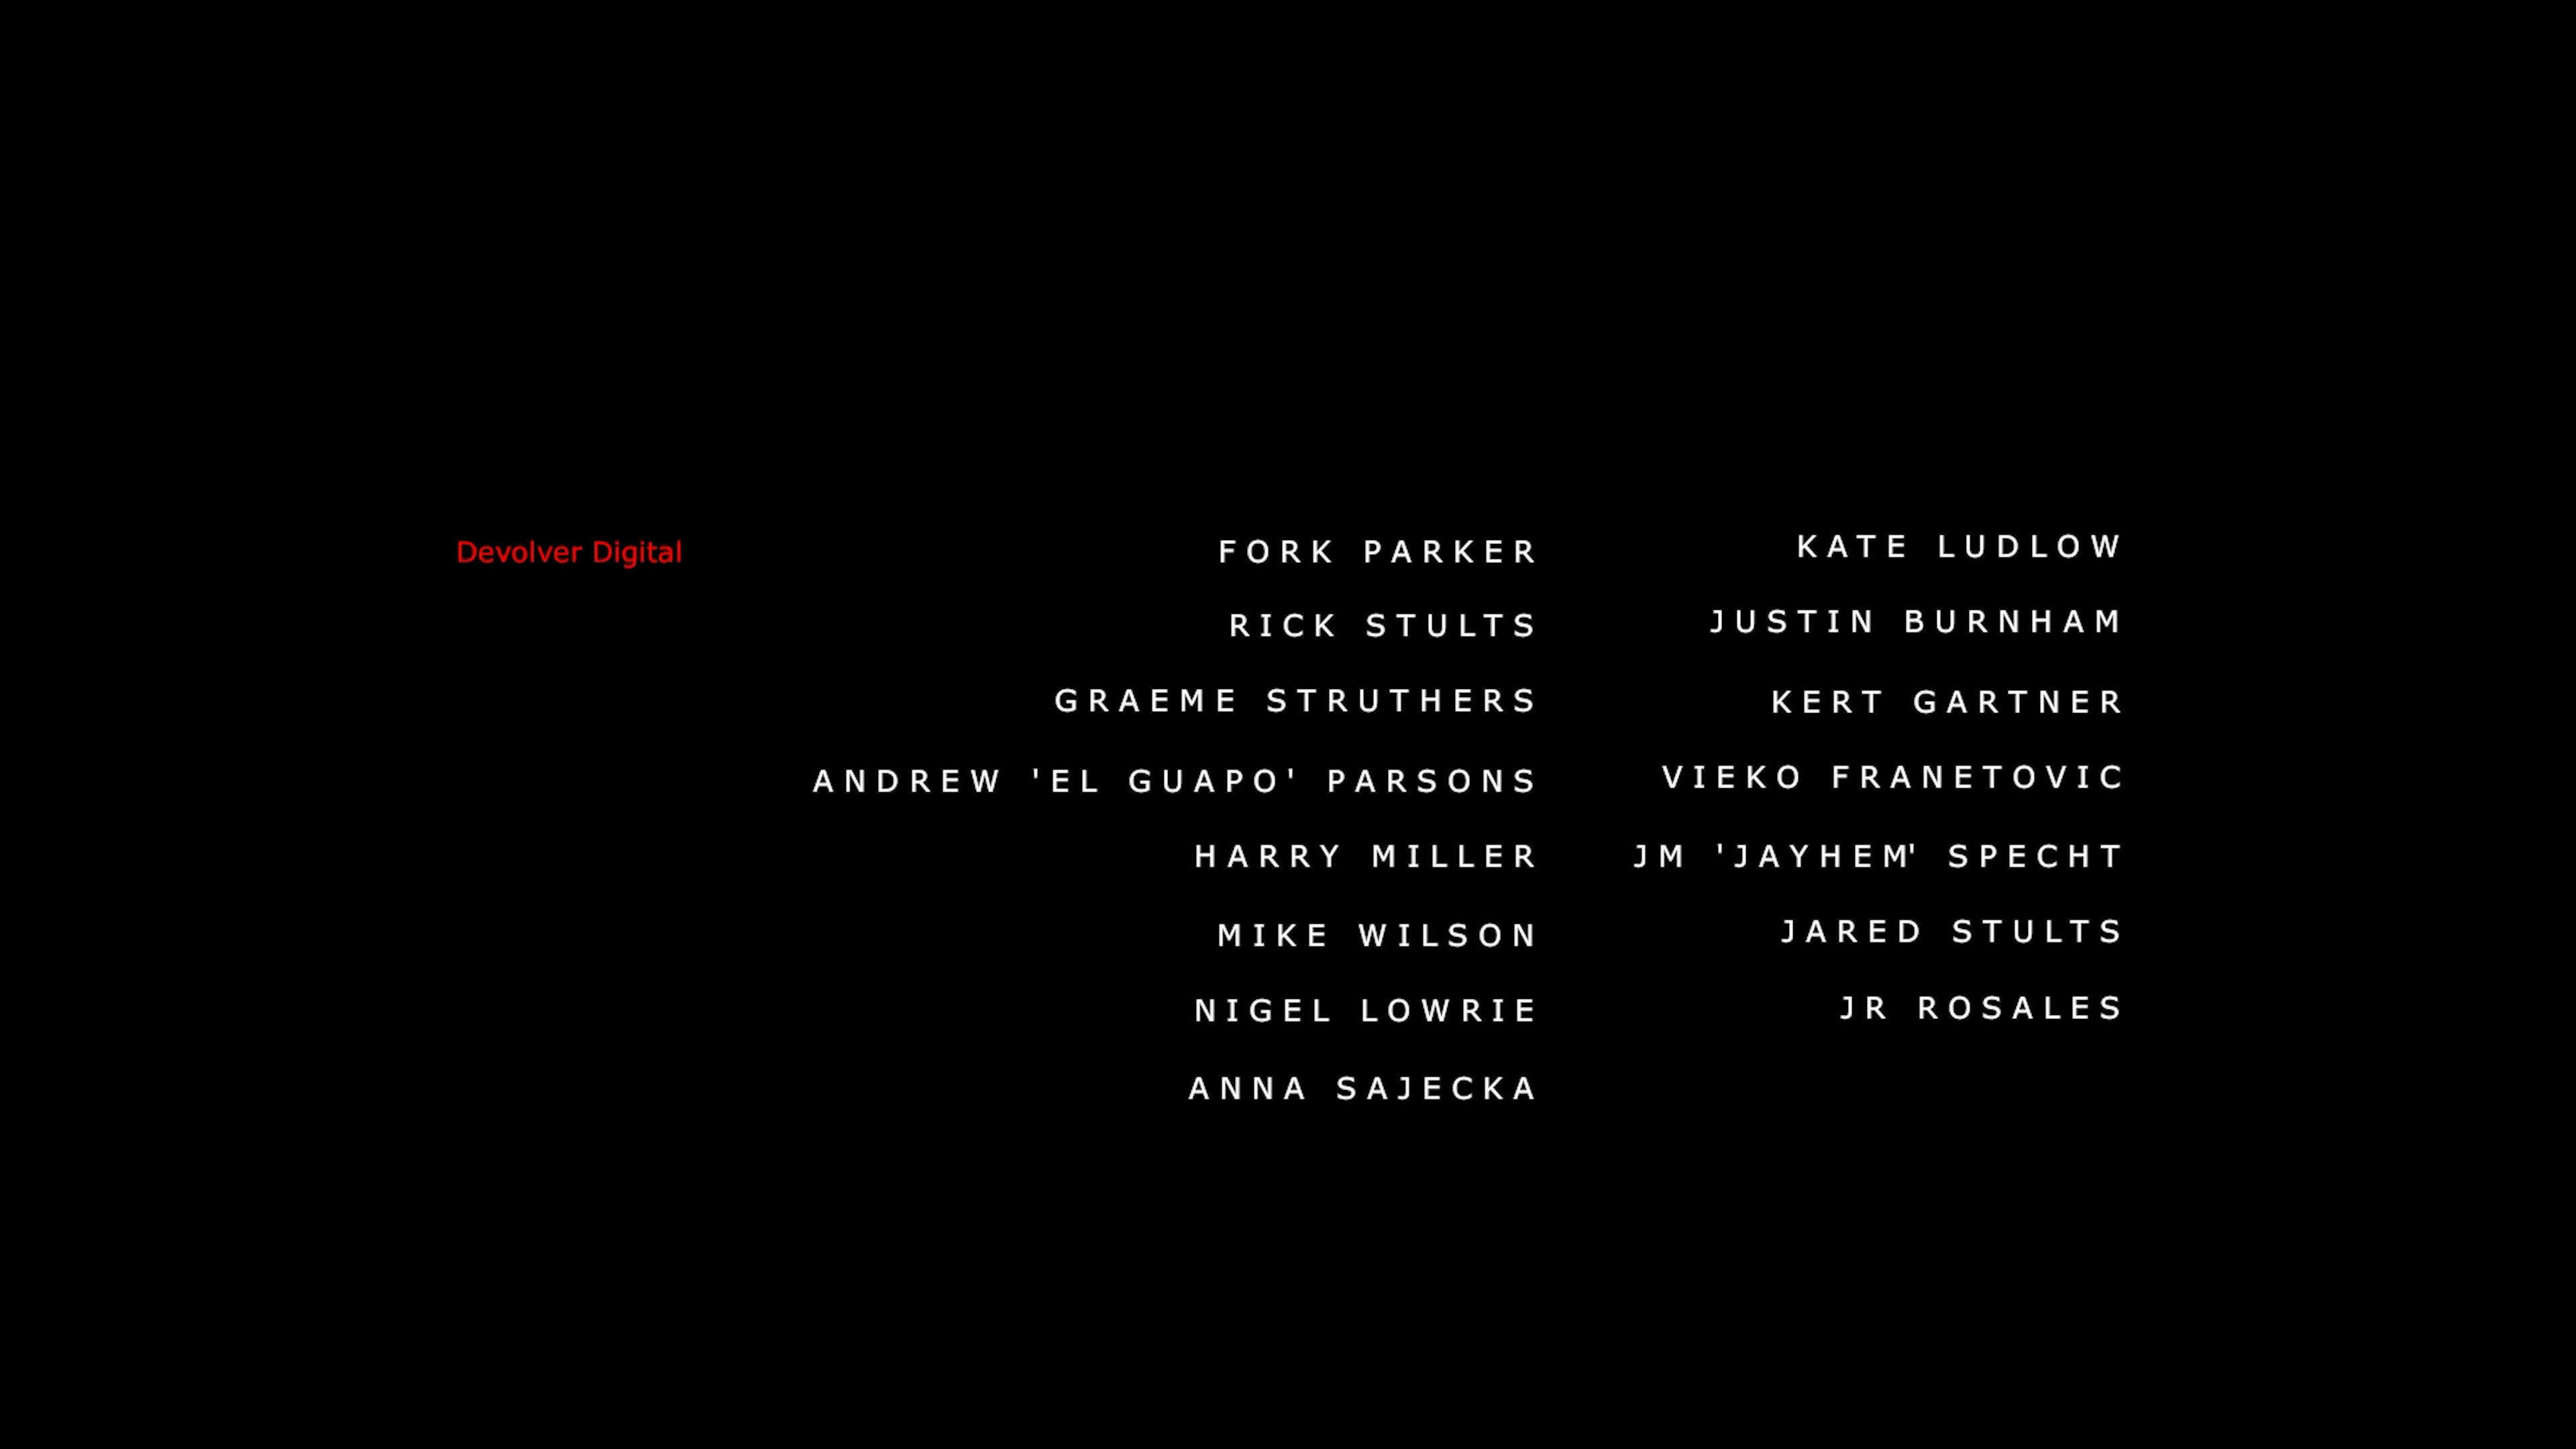 Devolver Digital
FORK PARKER
RICK STULTS
GRAEME STRUTHERS
ANDREW 'EL GUAPO' PARSONS
HARRY MILLER
MIKE WILSON
NIGEL LOWRIE
ANNA SAJECKA
KATE LUDLOW
JUSTIN BURNHAM
KERT GARTNER
VIEKO FRANETOVIC
JM 'JAYHEM' SPECHT
JARED STULTS
JR ROSALES